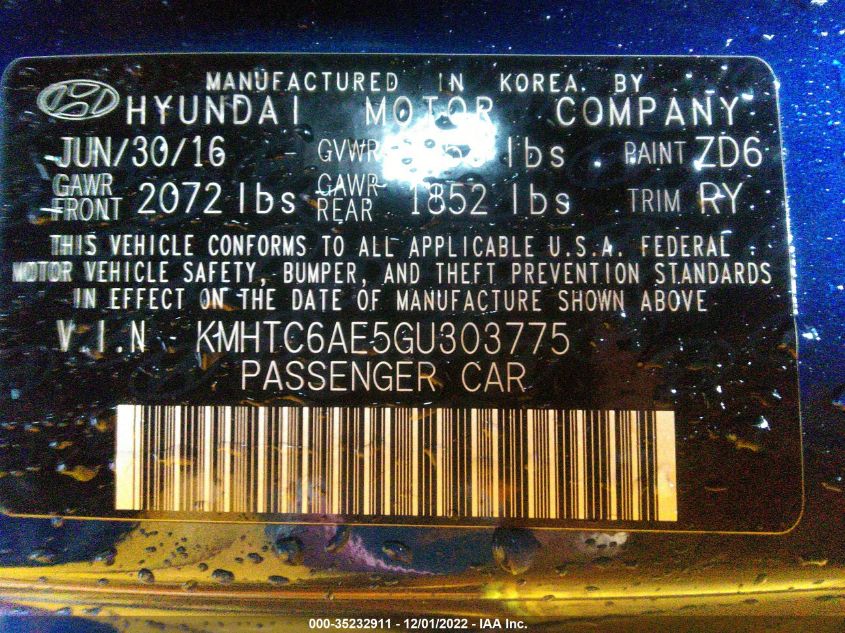 MANUFACTURED IN KOREA BY
HYUNDAI MOTOR COMPANY
JUN/30/16 GVWR lbs PAINT ZD6
GAWR FRONT 2072 lbs GAWR REAR 1852 lbs TRIM RY
THIS VEHICLE CONFORMS TO ALL APPLICABLE U.S.A. FEDERAL
MOTOR VEHICLE SAFETY, BUMPER, AND THEFT PREVENTION STANDARDS
IN EFFECT ON THE DATE OF MANUFACTURE SHOWN ABOVE
V.I.N KMHTC6AE5GU303775
PASSENGER CAR
000-35232911 - 12/01/2022 - IAA Inc.